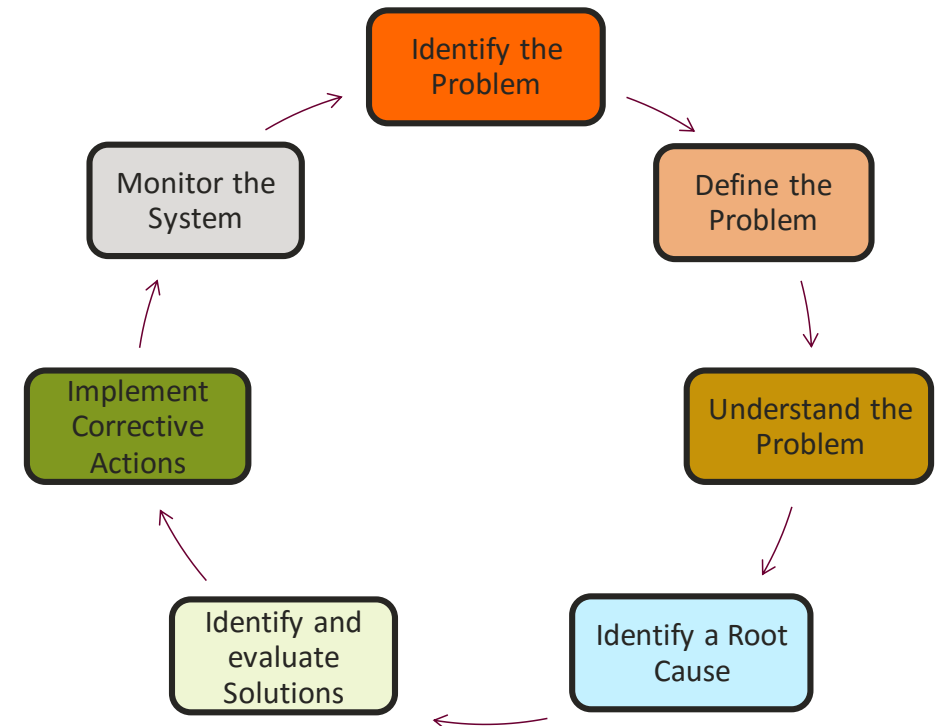 Identify the
Problem
Define the
Problem
Understand the
Problem
Identify a Root
Cause
Identify and
evaluate
Solutions
Implement
Corrective
Actions
Monitor the
System